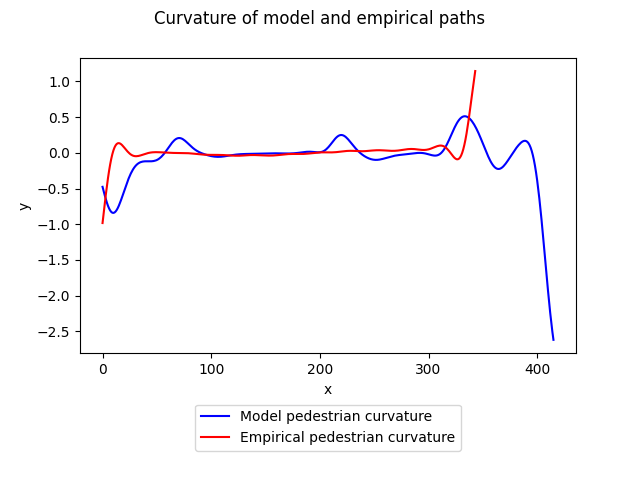 Curvature of model and empirical paths
1.0
0.5
0.0
−0.5
−1.0
−1.5
−2.0
−2.5
y
0 100 200 300 400
x
Model pedestrian curvature
Empirical pedestrian curvature